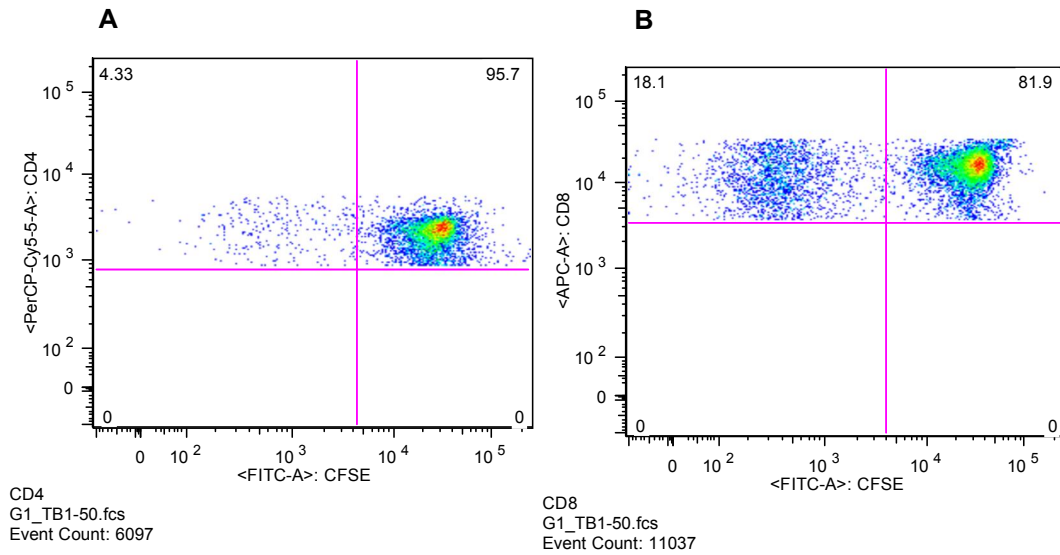 A
4.33
95.7
10^5
10^4
10^3
10^2
0
<PerCP-Cy5-5-A>: CD4
0
0
0
10^2
10^3
10^4
10^5
<FITC-A>: CFSE
CD4
G1_TB1-50.fcs
Event Count: 6097
B
18.1
81.9
10^5
10^4
10^3
10^2
0
<APC-A>: CD8
0
0
0
10^2
10^3
10^4
10^5
<FITC-A>: CFSE
CD8
G1_TB1-50.fcs
Event Count: 11037